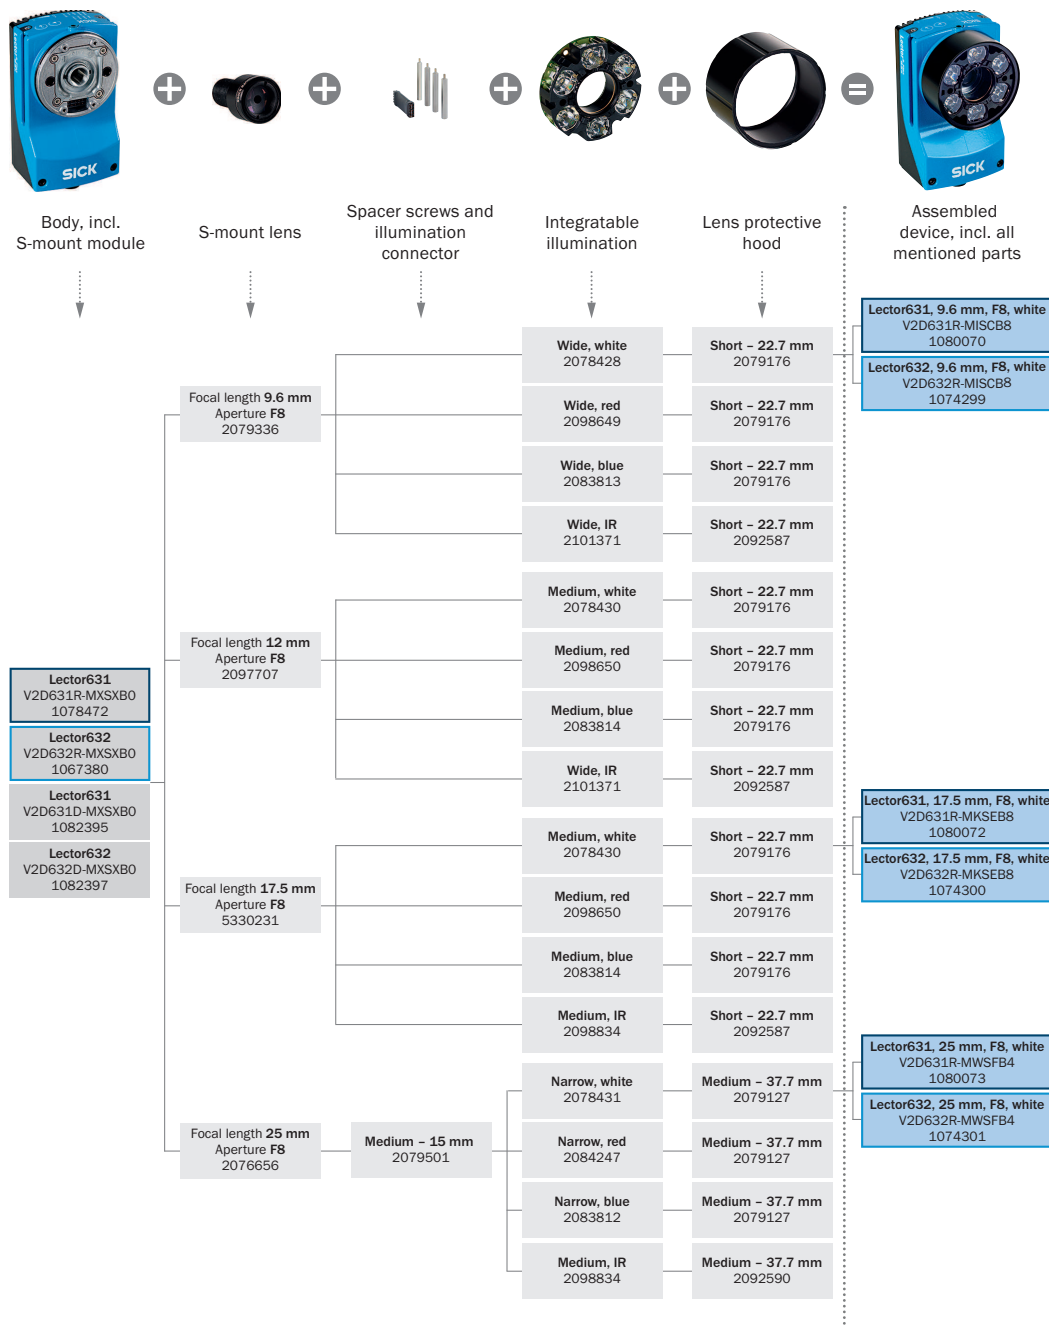 SICK
SICK
Body, incl.
S-mount module
S-mount lens
Spacer screws and
illumination
connector
Integratable
illumination
Lens protective
hood
Assembled
device, incl. all
mentioned parts
Lector631
V2D631R-MXSXB0
1078472
Lector632
V2D632R-MXSXB0
1067380
Lector631
V2D631D-MXSXB0
1082395
Lector632
V2D632D-MXSXB0
1082397
Focal length 9.6 mm
Aperture F8
2079336
Wide, white
2078428
Short – 22.7 mm
2079176
Wide, red
2098649
Short – 22.7 mm
2079176
Wide, blue
2083813
Short – 22.7 mm
2079176
Wide, IR
2101371
Short – 22.7 mm
2092587
Lector631, 9.6 mm, F8, white
V2D631R-MISCB8
1080070
Lector632, 9.6 mm, F8, white
V2D632R-MISCB8
1074299
Focal length 12 mm
Aperture F8
2097707
Medium, white
2078430
Short – 22.7 mm
2079176
Medium, red
2098650
Short – 22.7 mm
2079176
Medium, blue
2083814
Short – 22.7 mm
2079176
Wide, IR
2101371
Short – 22.7 mm
2092587
Focal length 17.5 mm
Aperture F8
5330231
Medium, white
2078430
Short – 22.7 mm
2079176
Medium, red
2098650
Short – 22.7 mm
2079176
Medium, blue
2083814
Short – 22.7 mm
2079176
Medium, IR
2098834
Short – 22.7 mm
2092587
Lector631, 17.5 mm, F8, white
V2D631R-MKSEB8
1080072
Lector632, 17.5 mm, F8, white
V2D632R-MKSEB8
1074300
Focal length 25 mm
Aperture F8
2076656
Medium – 15 mm
2079501
Narrow, white
2078431
Medium – 37.7 mm
2079127
Narrow, red
2084247
Medium – 37.7 mm
2079127
Narrow, blue
2083812
Medium – 37.7 mm
2079127
Medium, IR
2098834
Medium – 37.7 mm
2092590
Lector631, 25 mm, F8, white
V2D631R-MWSFB4
1080073
Lector632, 25 mm, F8, white
V2D632R-MWSFB4
1074301